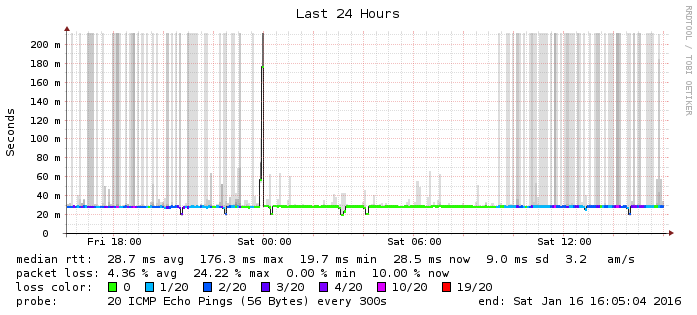 Last 24 Hours
RRDTOOL / TOBI OETIKER
Seconds
200 m
180 m
160 m
140 m
120 m
100 m
80 m
60 m
40 m
20 m
0
Fri 18:00 Sat 00:00 Sat 06:00 Sat 12:00
median rtt: 28.7 ms avg 176.3 ms max 19.7 ms min 28.5 ms now 9.0 ms sd 3.2 am/s
packet loss: 4.36 % avg 24.22 % max 0.00 % min 10.00 % now
loss color: 0 1/20 2/20 3/20 4/20 10/20 19/20
probe: 20 ICMP Echo Pings (56 Bytes) every 300s end: Sat Jan 16 16:05:04 2016